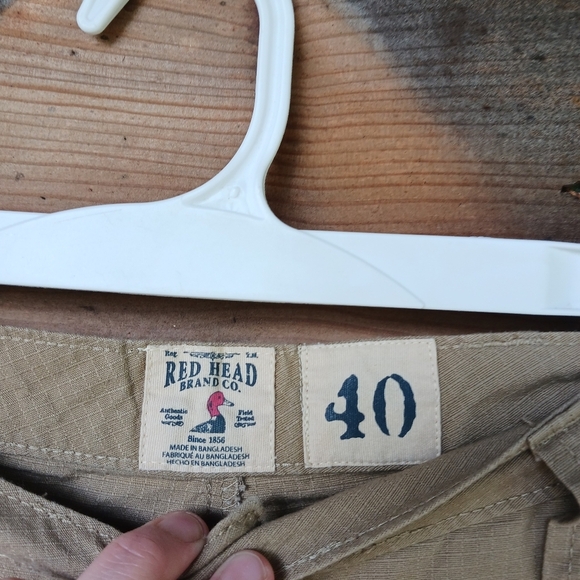 Reg. T.M.
RED HEAD
BRAND CO.
Authentic Field
Goods Tested
Since 1856
MADE IN BANGLADESH
FABRIQUÉ AU BANGLADESH
HECHO EN BANGLADESH
40